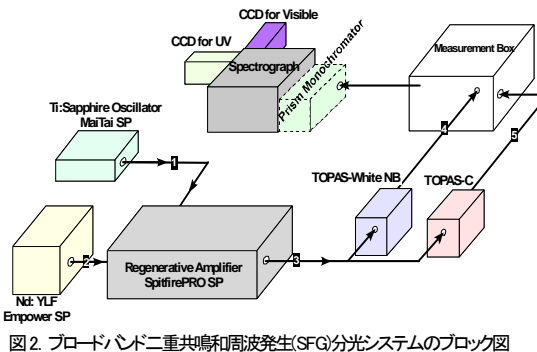 CCD for Visible
CCD for UV
Spectrograph
Prism Monochromator
Measurement Box
Ti:Sapphire Oscillator
MaiTai SP
1
4
5
TOPAS-White NB
TOPAS-C
2
Regenerative Amplifier
SpitfirePRO SP
3
Nd: YLF
Empower SP
図 2. ブロードバンド二重共鳴和周波発生(SFG)分光システムのブロック図